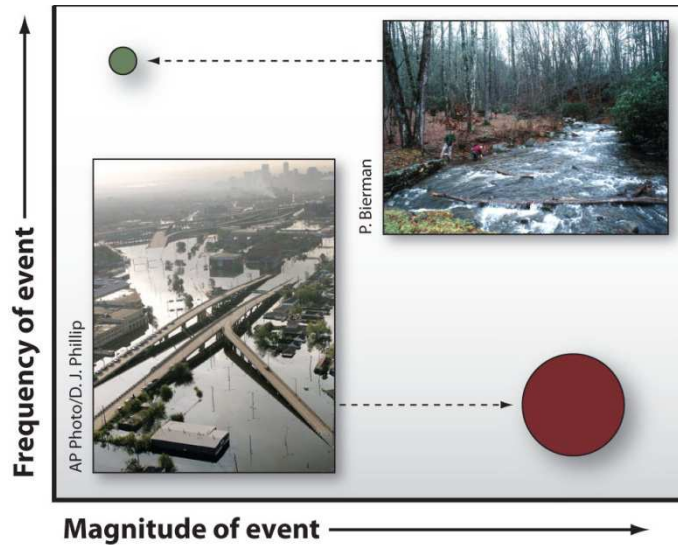 Frequency of event
P. Bierman
AP Photo/D. J. Phillip
Magnitude of event